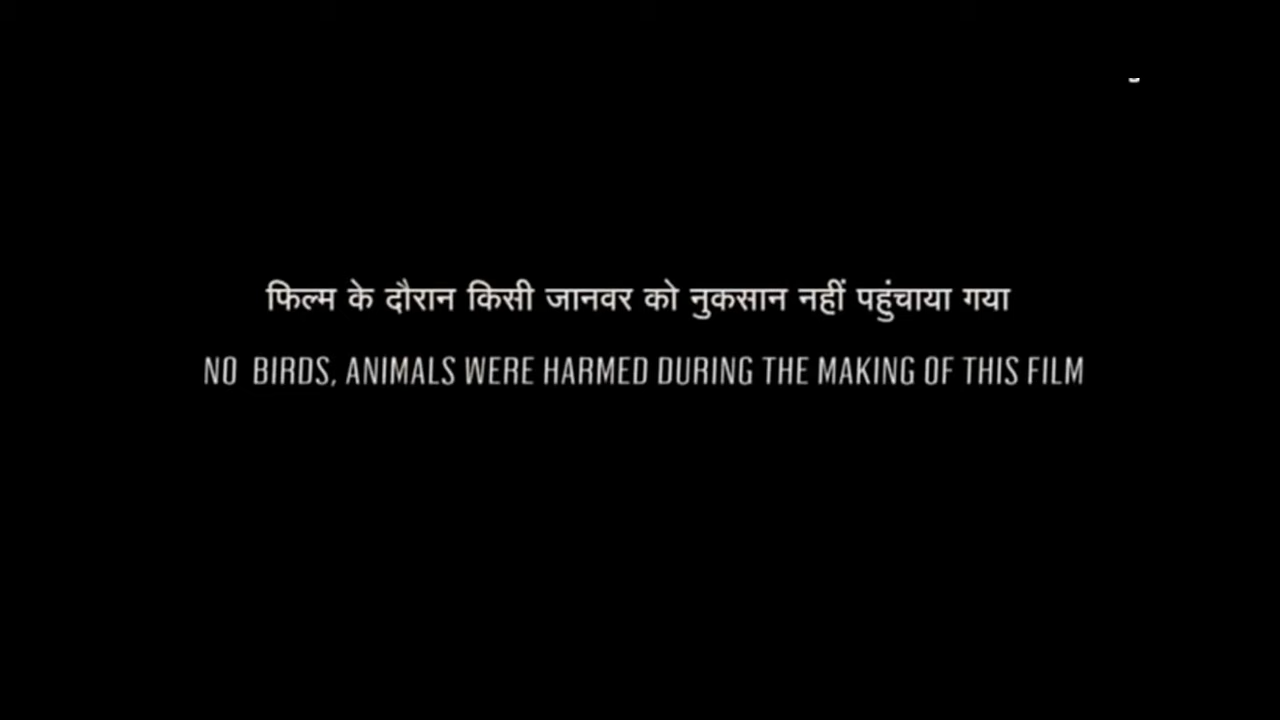 फिल्म के दौरान किसी जानवर को नुकसान नहीं पहुंचाया गया
NO BIRDS, ANIMALS WERE HARMED DURING THE MAKING OF THIS FILM